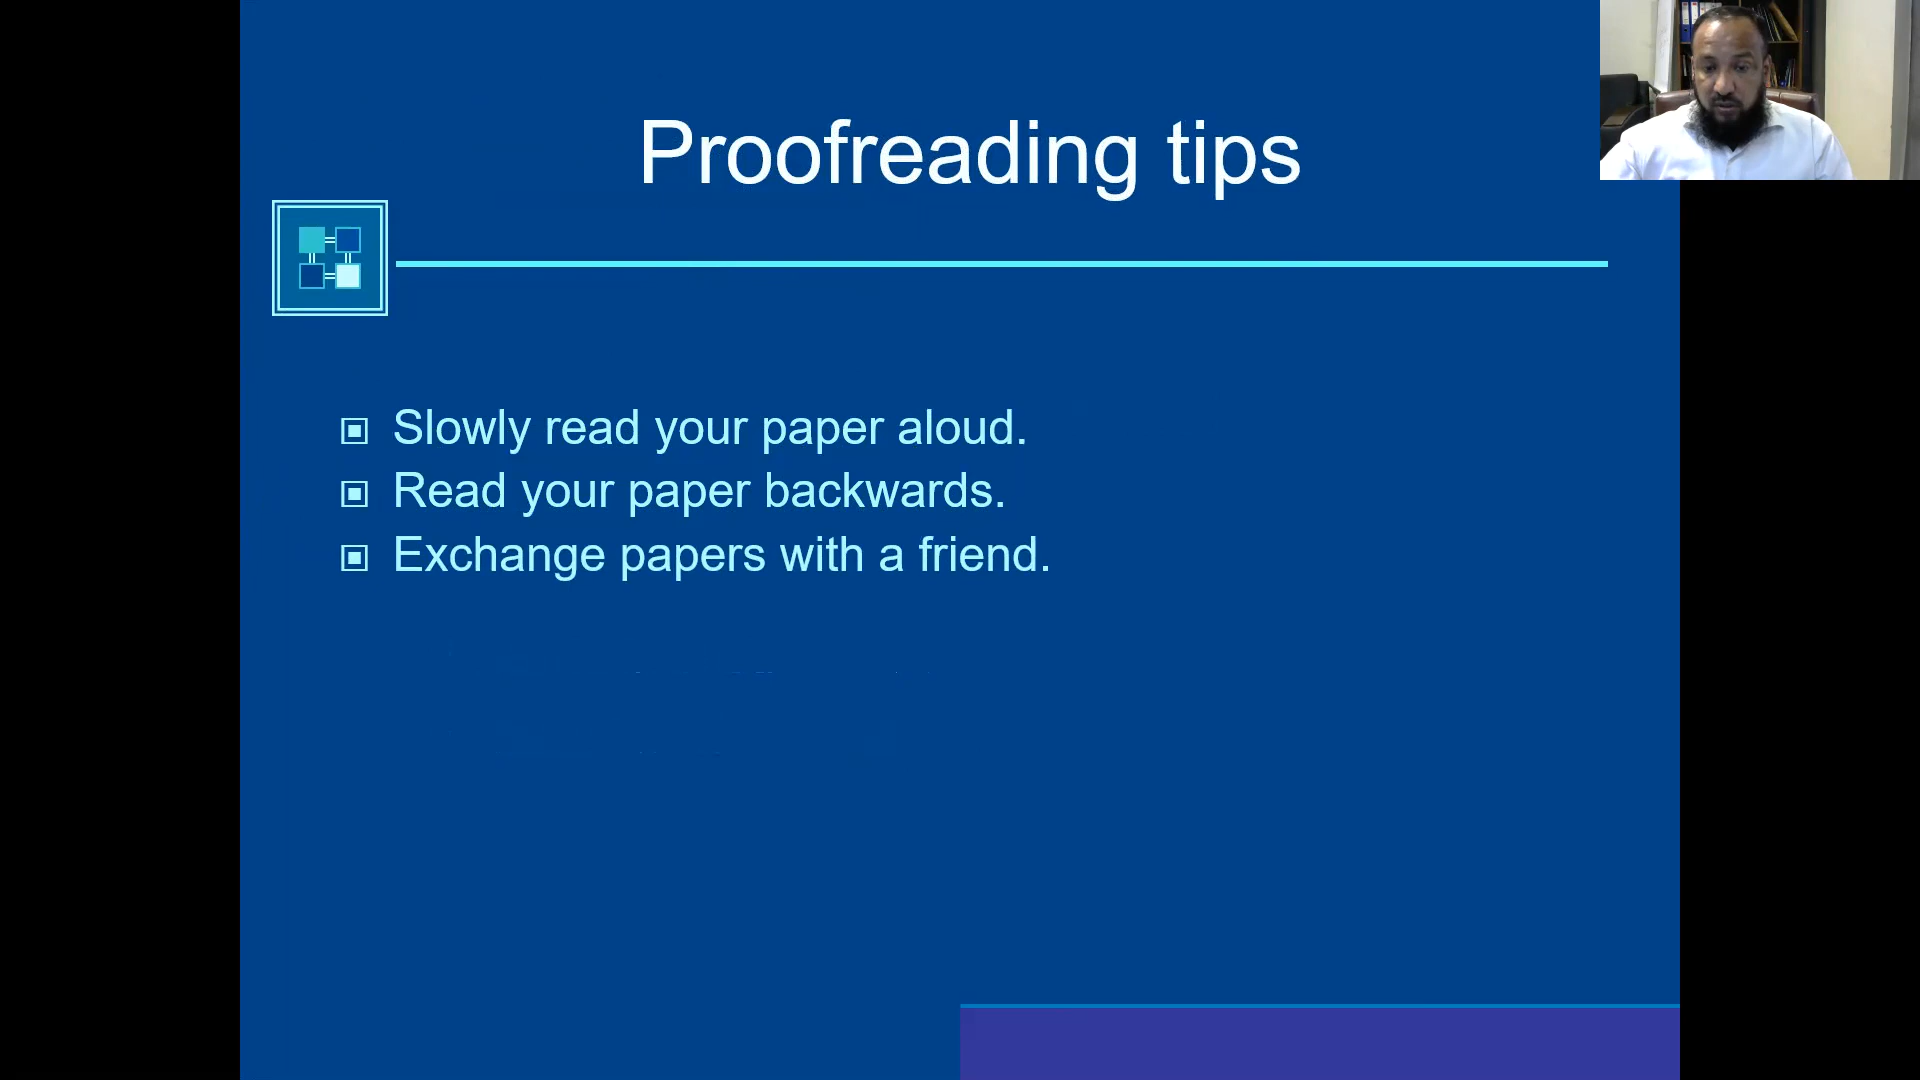 Proofreading tips
Slowly read your paper aloud.
Read your paper backwards.
Exchange papers with a friend.